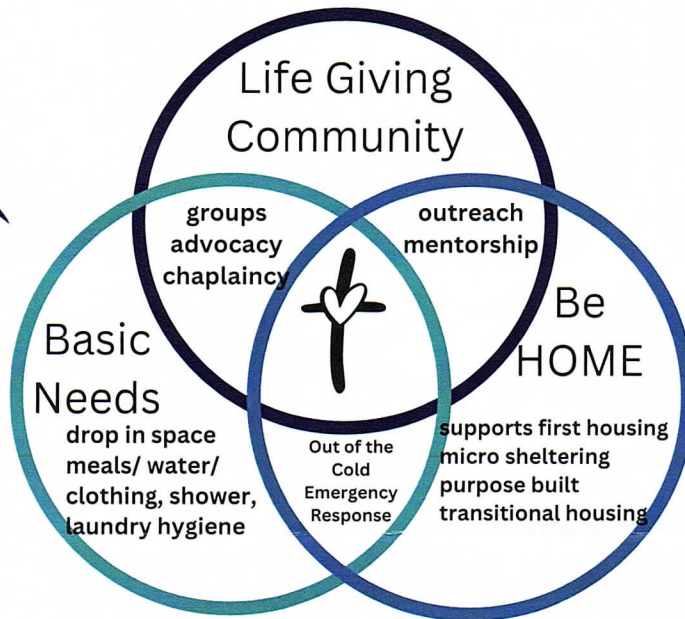 Life Giving
Community
groups
advocacy
chaplaincy
outreach
mentorship
Basic
Needs
drop in space
meals/ water/
clothing, shower,
laundry hygiene
Be
HOME
supports first housing
micro sheltering
purpose built
transitional housing
Out of the
Cold
Emergency
Response